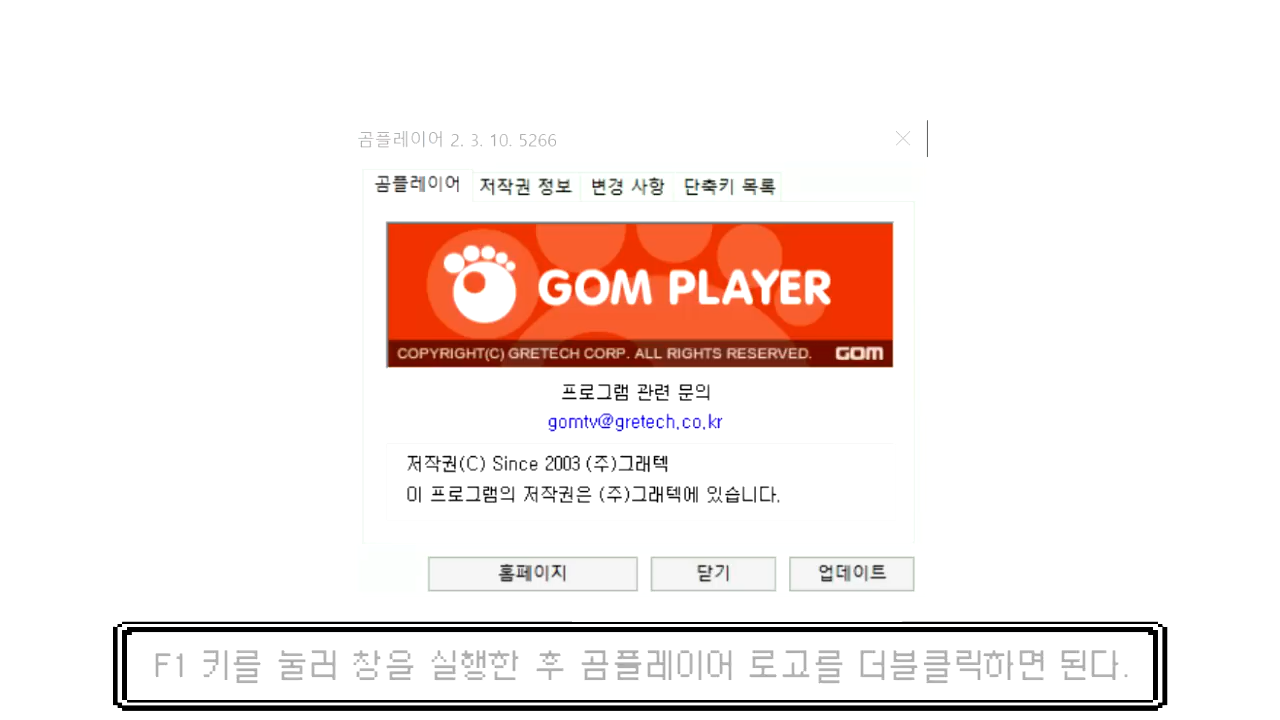 곰플레이어 2. 3. 10. 5266
곰플레이어 저작권 정보 변경 사항 단축키 목록
GOM PLAYER
COPYRIGHT(C) GRETECH CORP. ALL RIGHTS RESERVED. GOM
프로그램 관련 문의
gomtv@gretech.co.kr
저작권(C) Since 2003 (주)그래텍
이 프로그램의 저작권은 (주)그래텍에 있습니다.
홈페이지 닫기 업데이트
F1 키를 눌러 창을 실행한 후 곰플레이어 로고를 더블클릭하면 된다.